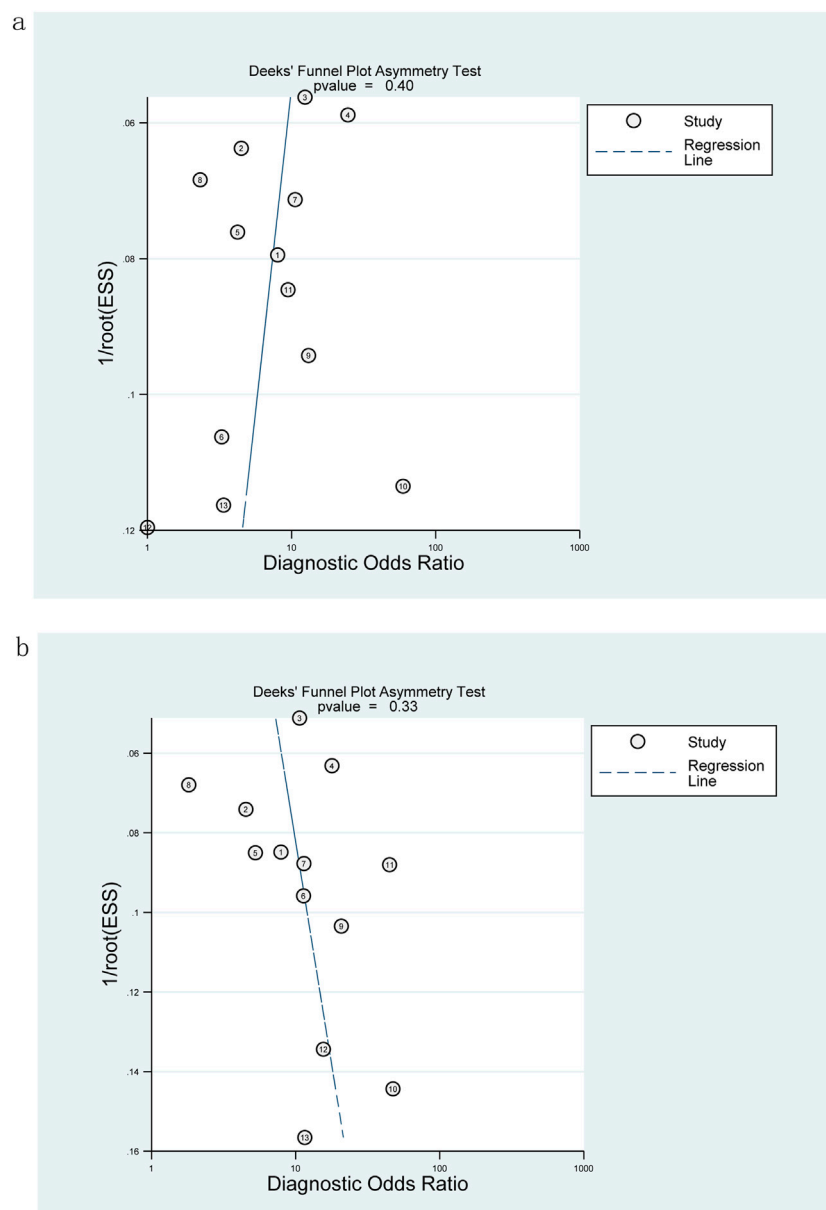 a
Deeks' Funnel Plot Asymmetry Test
pvalue = 0.40
3
4
.06
2
8
7
5
.08
1
11
9
.1
6
10
13
12
.12
1 10 100 1000
1/root(ESS)
Diagnostic Odds Ratio
Study
Regression
Line
b
Deeks' Funnel Plot Asymmetry Test
pvalue = 0.33
3
.06
4
8
2
.08
5 1
7 11
6
.1
9
.12
12
.14
10
13
.16
1 10 100 1000
1/root(ESS)
Diagnostic Odds Ratio
Study
Regression
Line